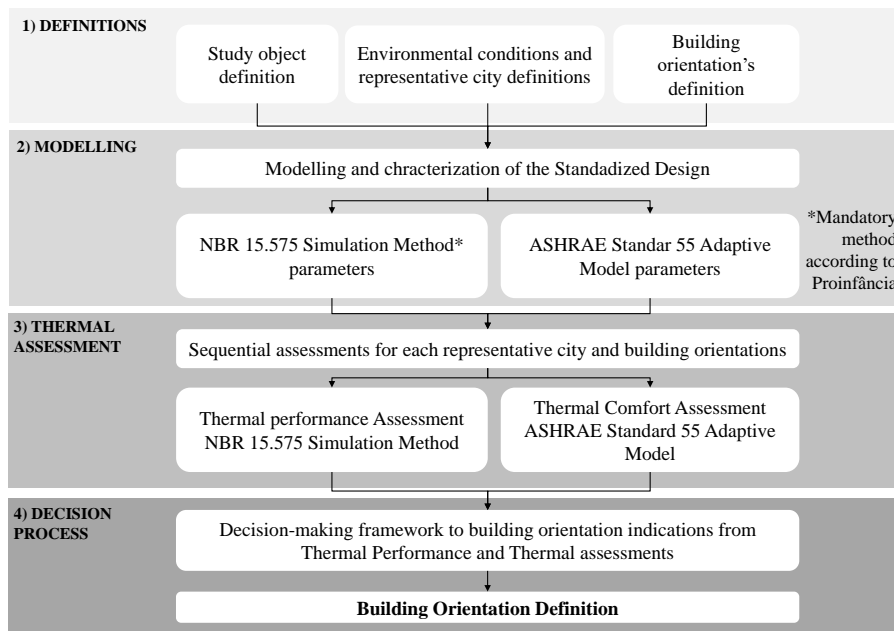 1) DEFINITIONS
Study object
definition
Environmental conditions and
representative city definitions
Building
orientation's
definition
2) MODELLING
Modelling and chracterization of the Standadized Design
NBR 15.575 Simulation Method*
parameters
ASHRAE Standar 55 Adaptive
Model parameters
*Mandatory
method
according to
Proinfância
3) THERMAL
ASSESSMENT
Sequential assessments for each representative city and building orientations
Thermal performance Assessment
NBR 15.575 Simulation Method
Thermal Comfort Assessment
ASHRAE Standard 55 Adaptive
Model
4) DECISION
PROCESS
Decision-making framework to building orientation indications from
Thermal Performance and Thermal assessments
Building Orientation Definition